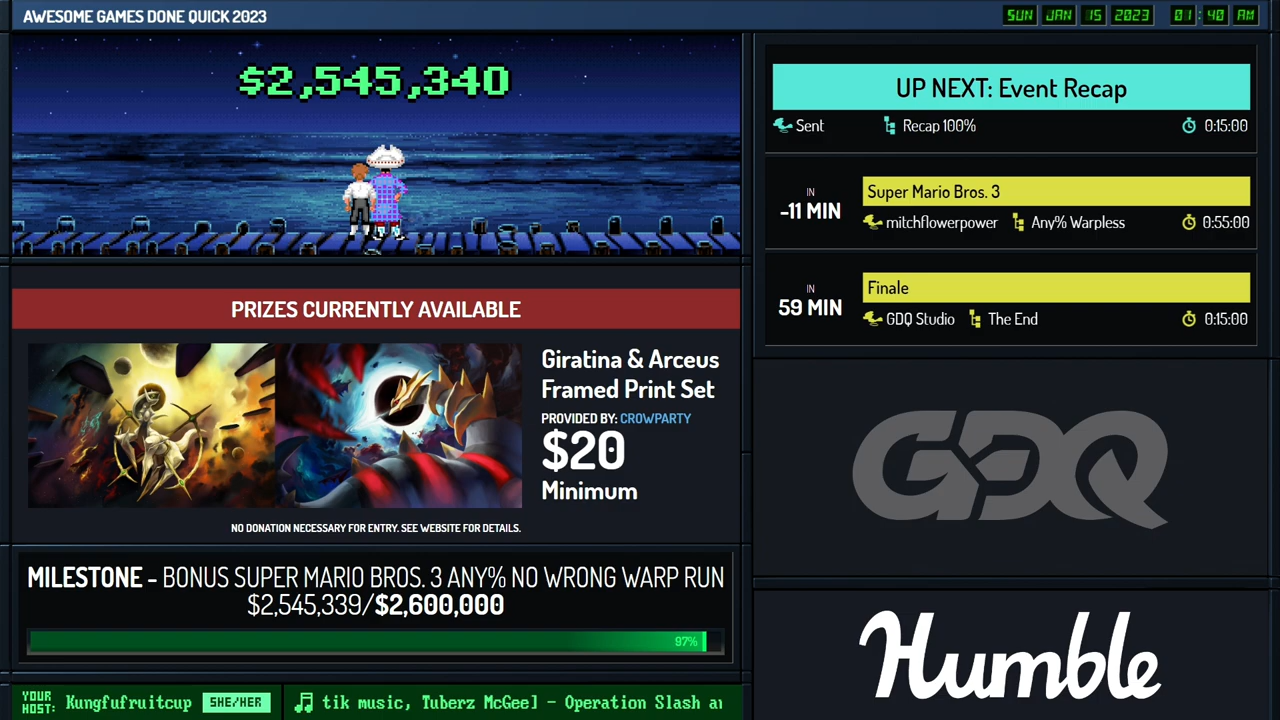 AWESOME GAMES DONE QUICK 2023
SUN JAN 15 2023 01:40 AM
$2,545,340
UP NEXT: Event Recap
Sent Recap 100% 0:15:00
IN
-11 MIN
Super Mario Bros. 3
mitchflowerpower Any% Warpless 0:55:00
IN
59 MIN
Finale
GDQ Studio The End 0:15:00
PRIZES CURRENTLY AVAILABLE
Giratina & Arceus
Framed Print Set
PROVIDED BY: CROWPARTY
$20
Minimum
NO DONATION NECESSARY FOR ENTRY. SEE WEBSITE FOR DETAILS.
GDQ
MILESTONE - BONUS SUPER MARIO BROS. 3 ANY% NO WRONG WARP RUN
$2,545,339/$2,600,000
97%
Humble
YOUR
HOST: Kungfufruitcup SHE/HER
tik music, Tuberz McGee] - Operation Slash